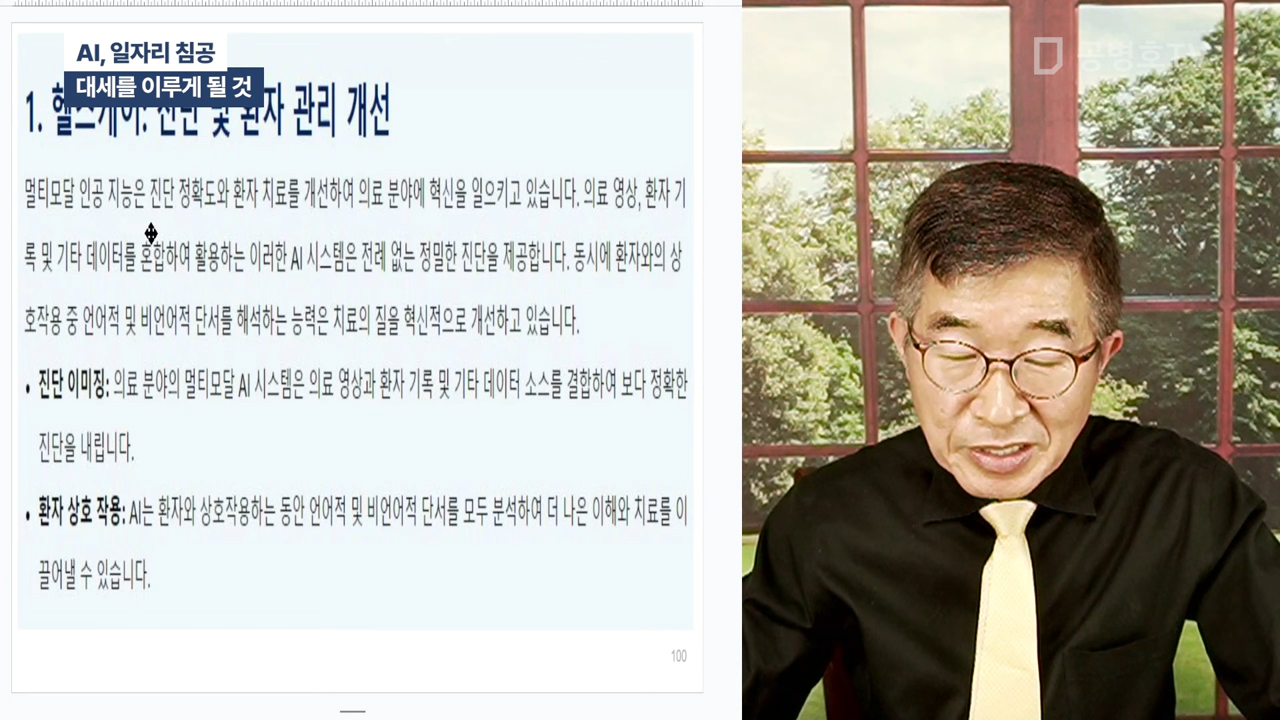 AI, 일자리 침공
대세를 이루게 될 것
1. 헬스케어: 진단 및 환자 관리 개선
멀티모달 인공 지능은 진단 정확도와 환자 치료를 개선하여 의료 분야에 혁신을 일으키고 있습니다. 의료 영상, 환자 기
록 및 기타 데이터를 혼합하여 활용하는 이러한 AI 시스템은 전례 없는 정밀한 진단을 제공합니다. 동시에 환자와의 상
호작용 중 언어적 및 비언어적 단서를 해석하는 능력은 치료의 질을 혁신적으로 개선하고 있습니다.
• 진단 이미징: 의료 분야의 멀티모달 AI 시스템은 의료 영상과 환자 기록 및 기타 데이터 소스를 결합하여 보다 정확한
진단을 내립니다.
• 환자 상호 작용: AI는 환자와 상호작용하는 동안 언어적 및 비언어적 단서를 모두 분석하여 더 나은 이해와 치료를 이
끌어낼 수 있습니다.
100
공병호TV